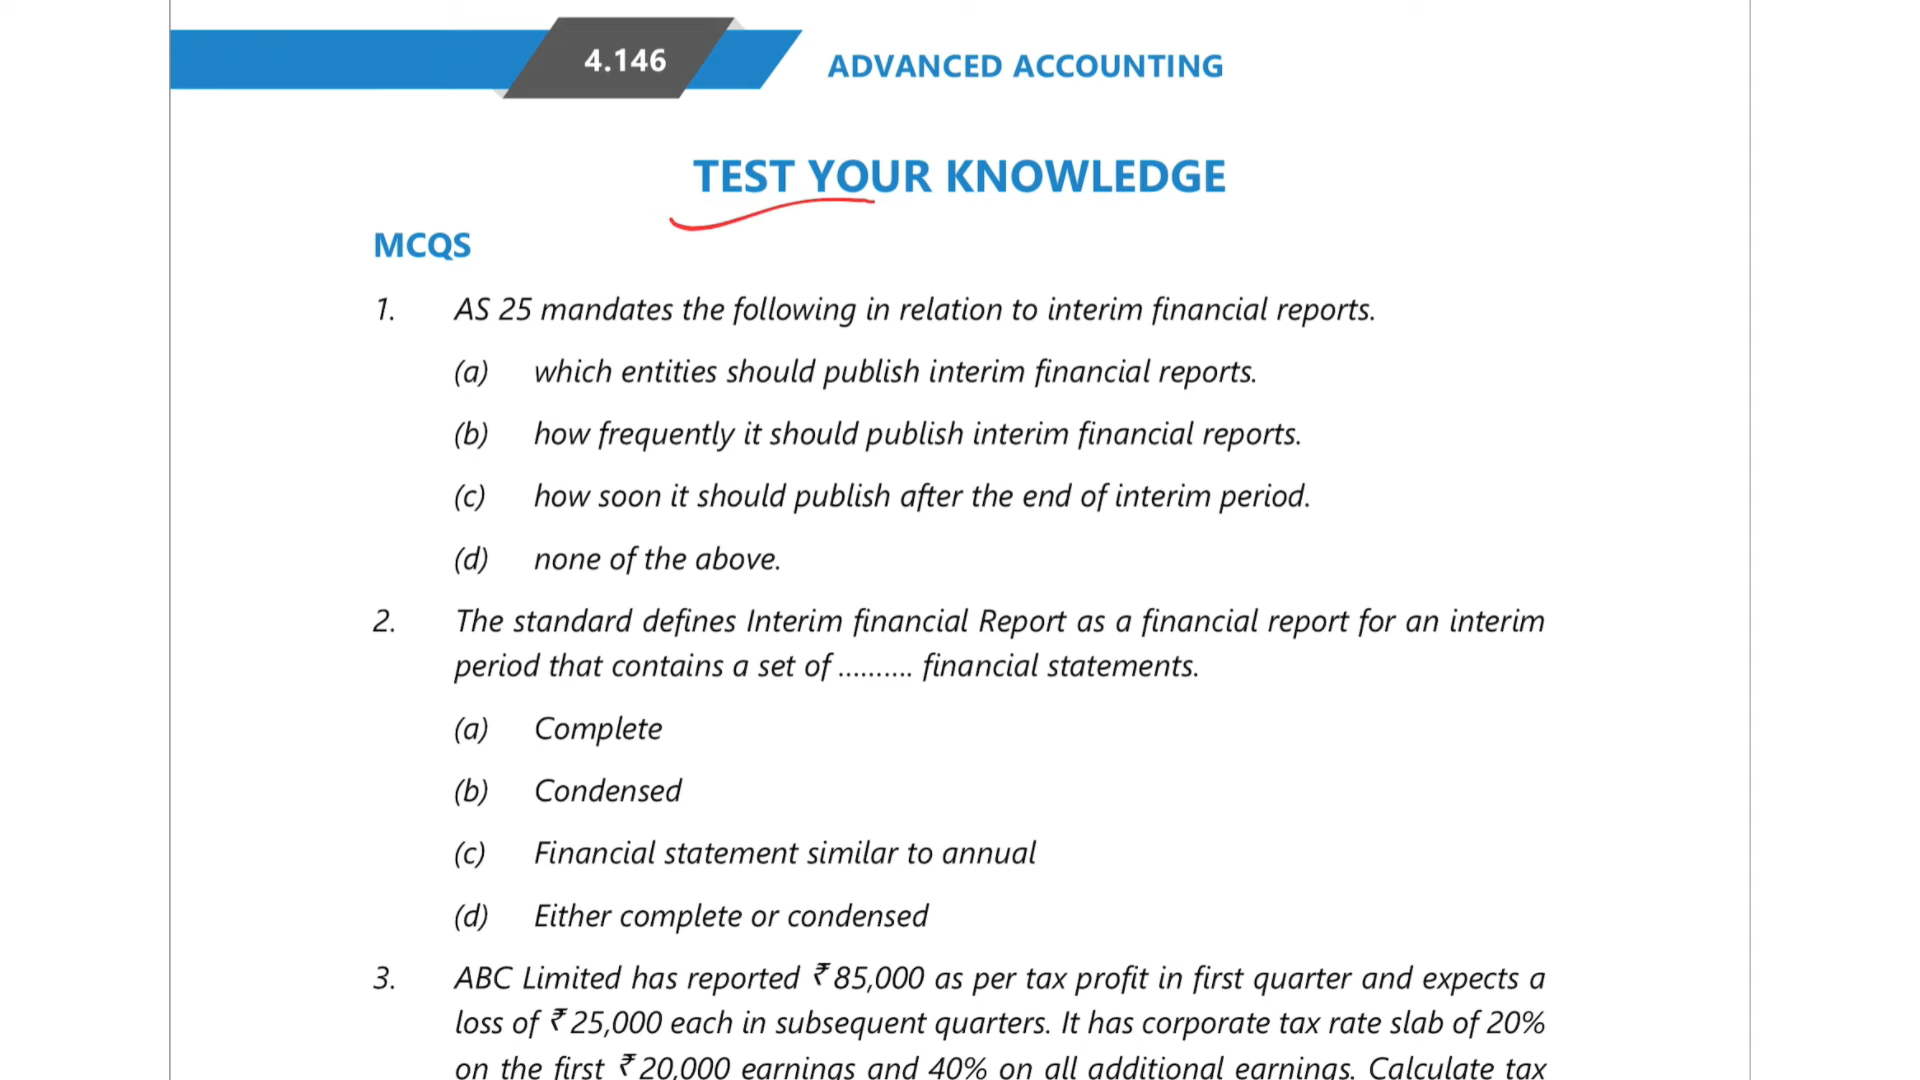 4.146
ADVANCED ACCOUNTING
TEST YOUR KNOWLEDGE
MCQS
1. AS 25 mandates the following in relation to interim financial reports.
(a) which entities should publish interim financial reports.
(b) how frequently it should publish interim financial reports.
(c) how soon it should publish after the end of interim period.
(d) none of the above.
2. The standard defines Interim financial Report as a financial report for an interim
period that contains a set of .......... financial statements.
(a) Complete
(b) Condensed
(c) Financial statement similar to annual
(d) Either complete or condensed
3. ABC Limited has reported ₹ 85,000 as per tax profit in first quarter and expects a
loss of ₹ 25,000 each in subsequent quarters. It has corporate tax rate slab of 20%
on the first ₹ 20,000 earnings and 40% on all additional earnings. Calculate tax